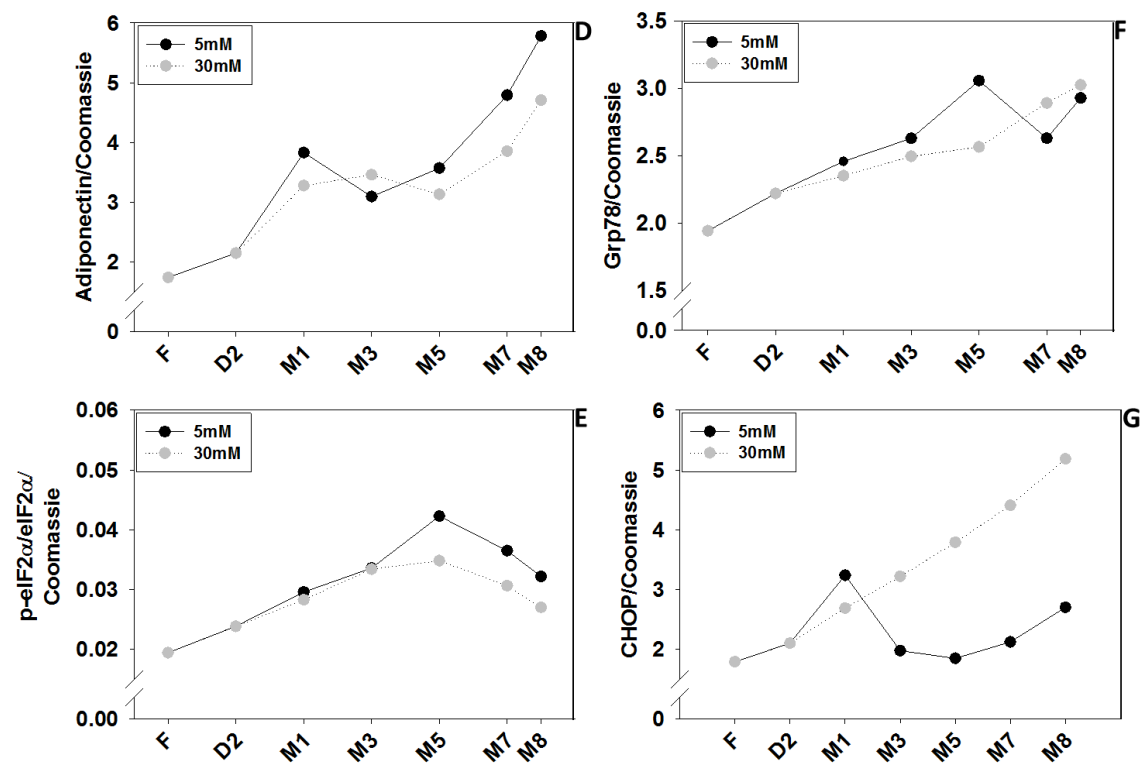 D
Adiponectin/Coomassie
6
5
4
3
2
0
5mM
30mM
F D2 M1 M3 M5 M7 M8
F
Grp78/Coomassie
3.5
3.0
2.5
2.0
1.5
0.0
5mM
30mM
F D2 M1 M3 M5 M7 M8
E
p-eIF2α/eIF2α/
Coomassie
0.06
0.05
0.04
0.03
0.02
0.00
5mM
30mM
F D2 M1 M3 M5 M7 M8
G
CHOP/Coomassie
6
5
4
3
2
0
5mM
30mM
F D2 M1 M3 M5 M7 M8